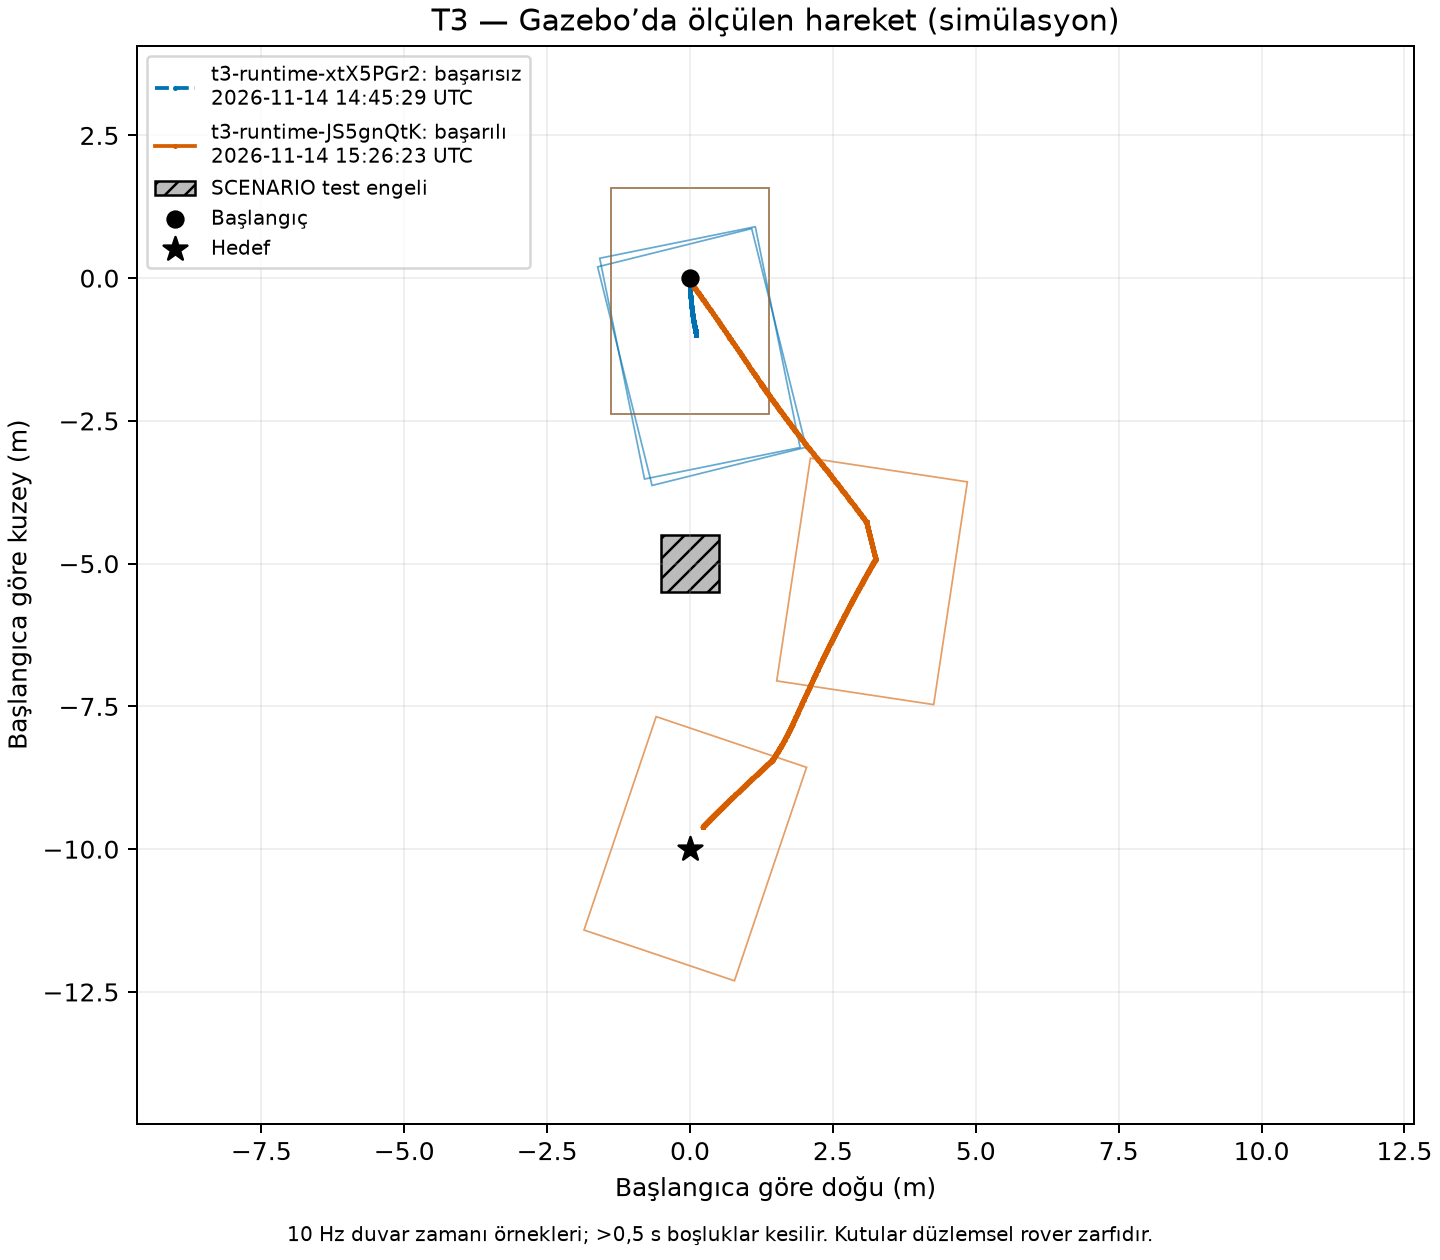 T3 — Gazebo’da ölçülen hareket (simülasyon)
t3-runtime-xtX5PGr2: başarısız
2026-11-14 14:45:29 UTC
t3-runtime-JS5gnQtK: başarılı
2026-11-14 15:26:23 UTC
SCENARIO test engeli
Başlangıç
Hedef
Başlangıca göre kuzey (m)
2.5
0.0
−2.5
−5.0
−7.5
−10.0
−12.5
−7.5 −5.0 −2.5 0.0 2.5 5.0 7.5 10.0 12.5
Başlangıca göre doğu (m)
10 Hz duvar zamanı örnekleri; >0,5 s boşluklar kesilir. Kutular düzlemsel rover zarfıdır.